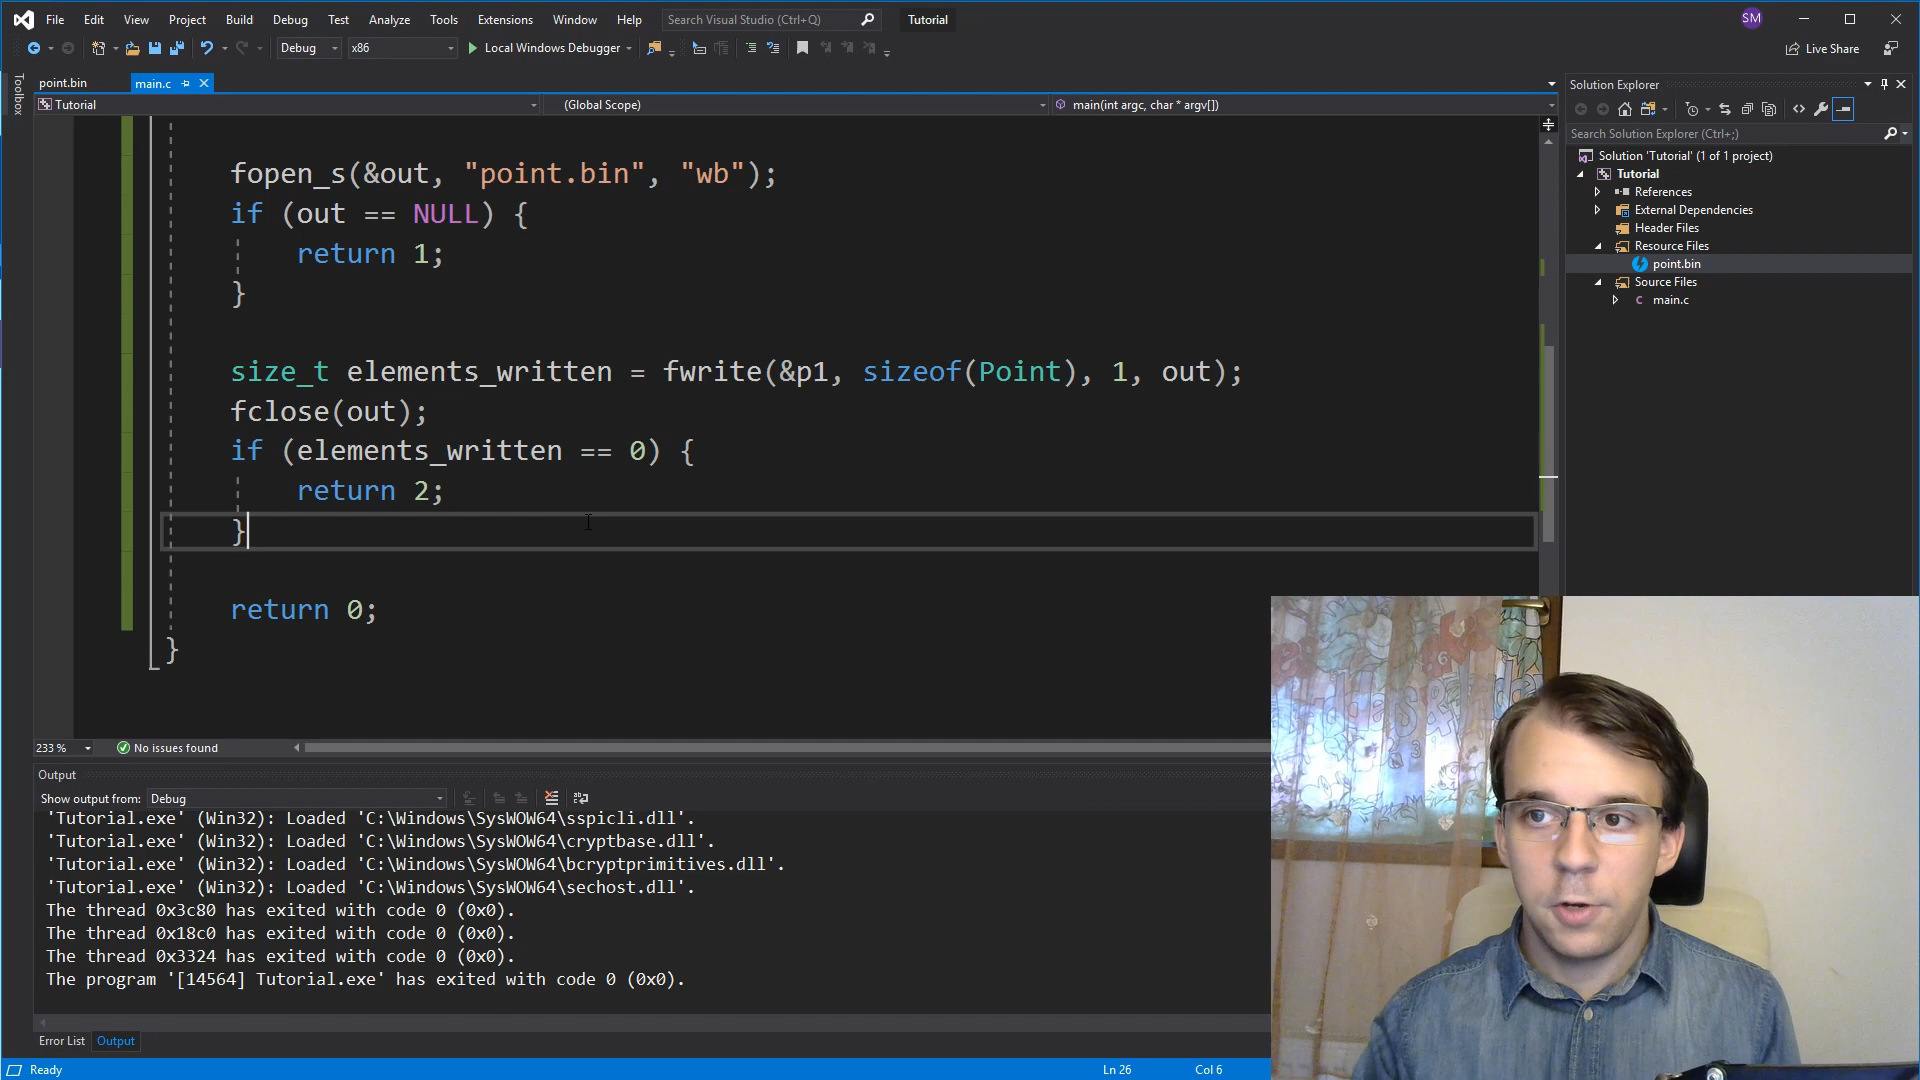 File Edit View Project Build Debug Test Analyze Tools Extensions Window Help Search Visual Studio (Ctrl+Q) Tutorial SM
Debug x86 Local Windows Debugger Live Share
Toolbox
point.bin main.c
Tutorial (Global Scope) main(int argc, char * argv[])
fopen_s(&out, "point.bin", "wb");
if (out == NULL) {
return 1;
}
size_t elements_written = fwrite(&p1, sizeof(Point), 1, out);
fclose(out);
if (elements_written == 0) {
return 2;
}
return 0;
}
233 % No issues found
Output
Show output from: Debug
'Tutorial.exe' (Win32): Loaded 'C:\Windows\SysWOW64\sspicli.dll'.
'Tutorial.exe' (Win32): Loaded 'C:\Windows\SysWOW64\cryptbase.dll'.
'Tutorial.exe' (Win32): Loaded 'C:\Windows\SysWOW64\bcryptprimitives.dll'.
'Tutorial.exe' (Win32): Loaded 'C:\Windows\SysWOW64\sechost.dll'.
The thread 0x3c80 has exited with code 0 (0x0).
The thread 0x18c0 has exited with code 0 (0x0).
The thread 0x3324 has exited with code 0 (0x0).
The program '[14564] Tutorial.exe' has exited with code 0 (0x0).
Error List Output
Ready Ln 26 Col 6
Solution Explorer
Search Solution Explorer (Ctrl+;)
Solution 'Tutorial' (1 of 1 project)
Tutorial
References
External Dependencies
Header Files
Resource Files
point.bin
Source Files
main.c